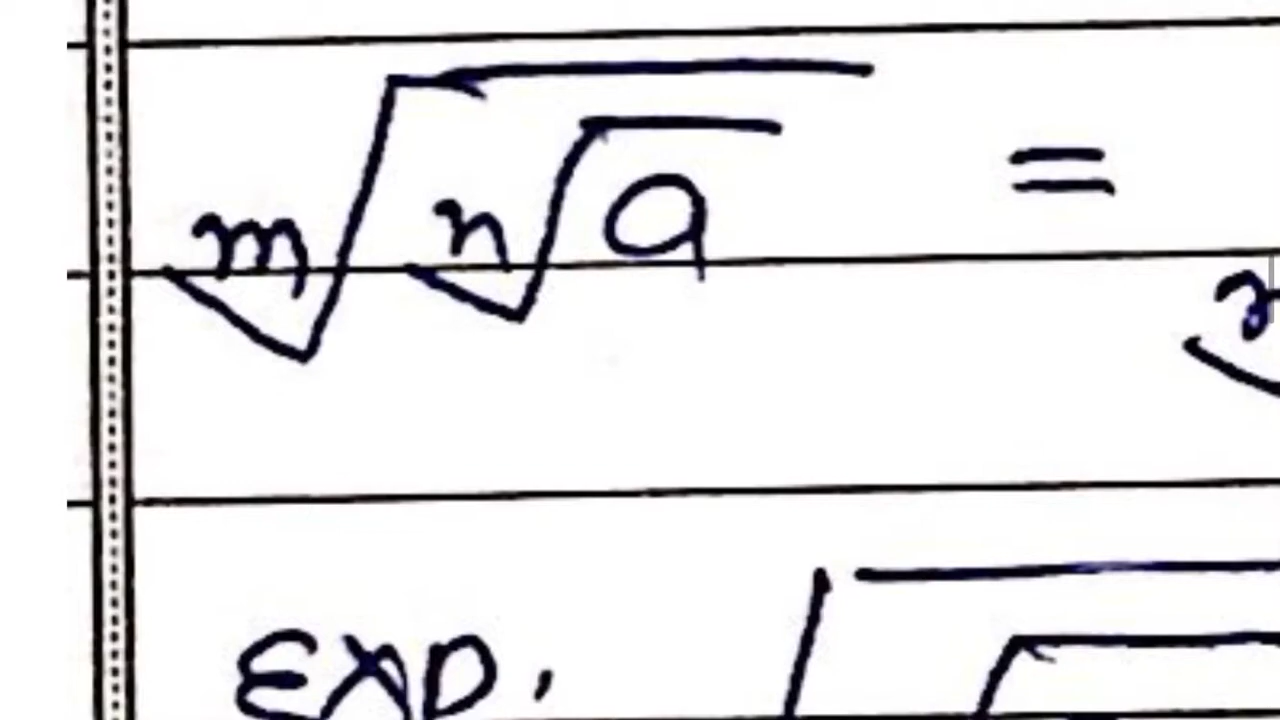 ᵐ√ⁿ√a =
Exp.